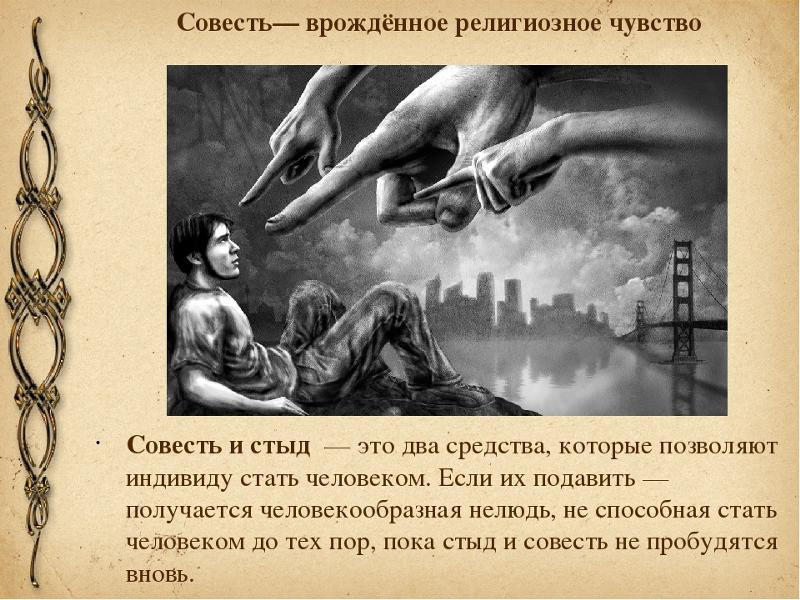 Совесть— врождённое религиозное чувство
• Совесть и стыд — это два средства, которые позволяют
индивиду стать человеком. Если их подавить —
получается человекообразная нелюдь, не способная стать
человеком до тех пор, пока стыд и совесть не пробудятся
вновь.